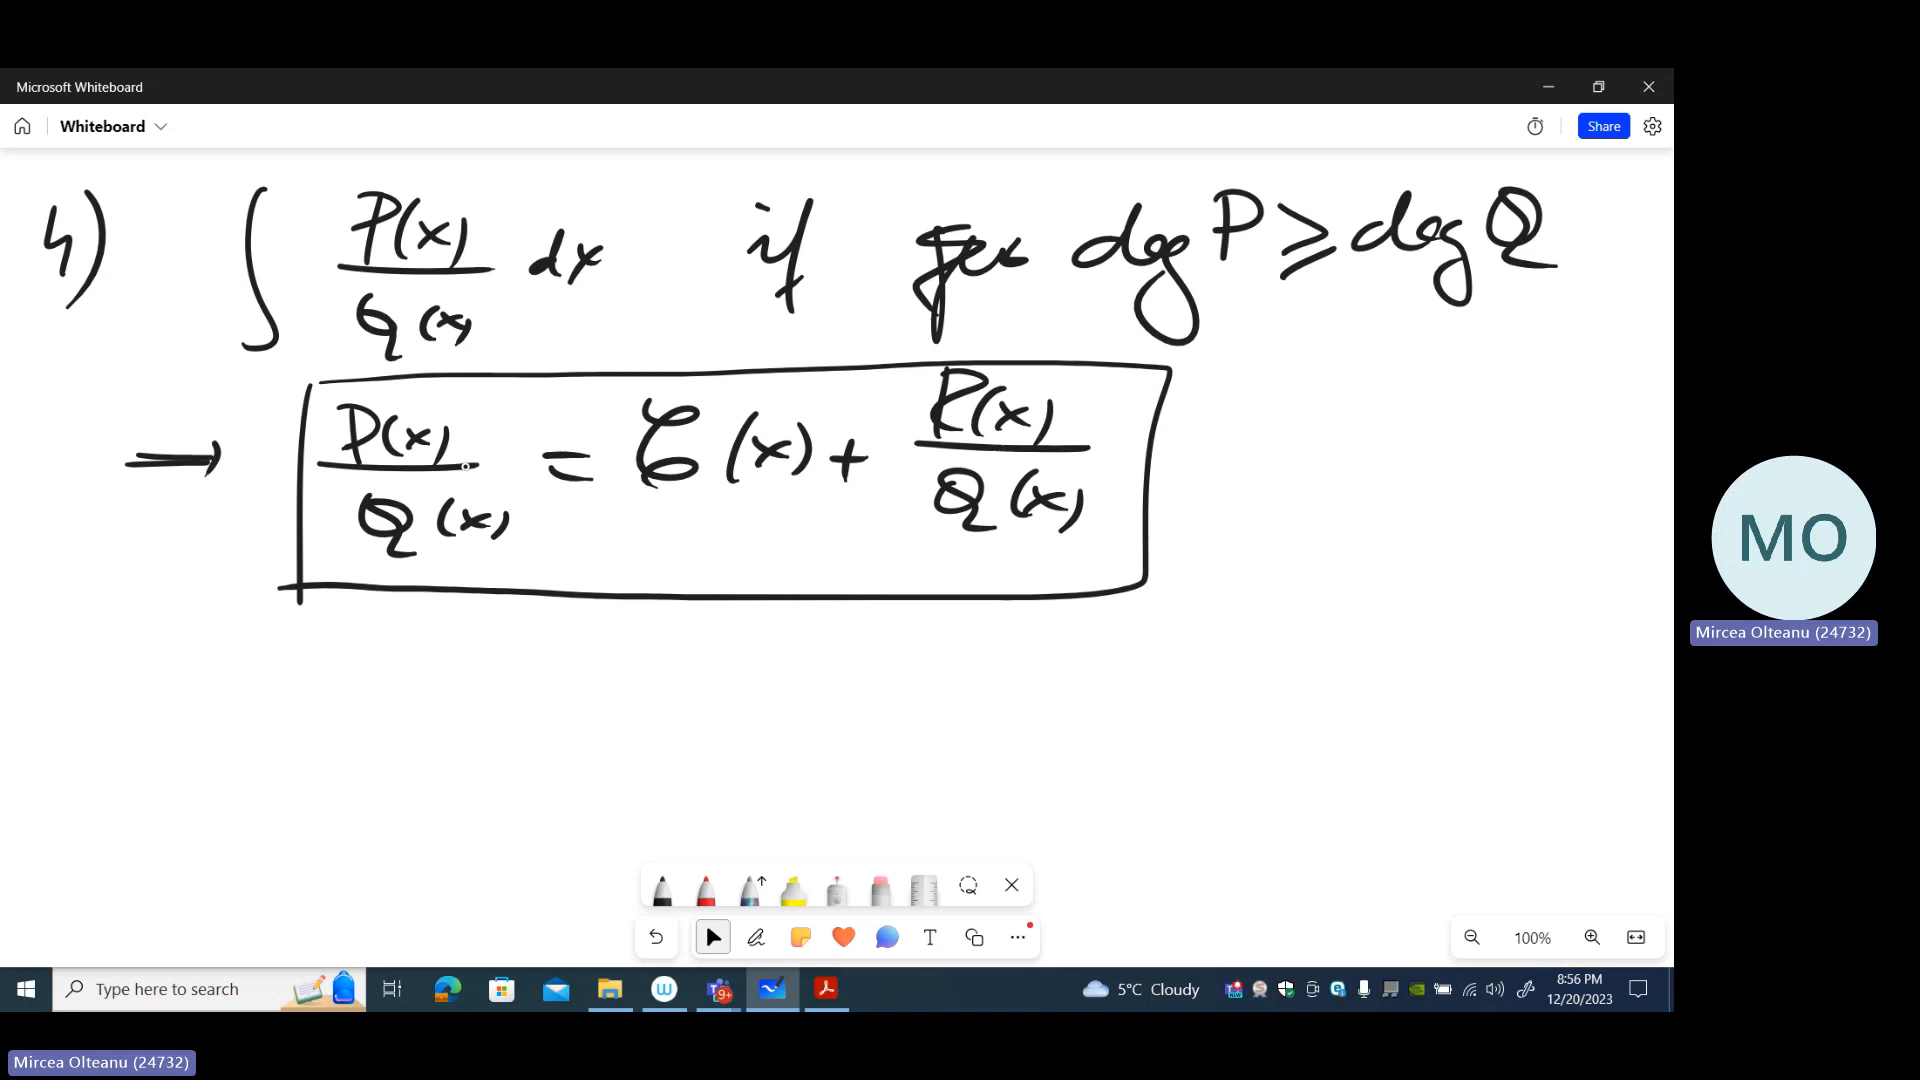 Microsoft Whiteboard
Whiteboard
Share
4) ∫ P(x)/Q(x) dx if deg P ≥ deg Q
→ P(x)/Q(x) = C(x) + R(x)/Q(x)
MO
Mircea Olteanu (24732)
100%
Type here to search
9+
5°C Cloudy
8:56 PM
12/20/2023
Mircea Olteanu (24732)